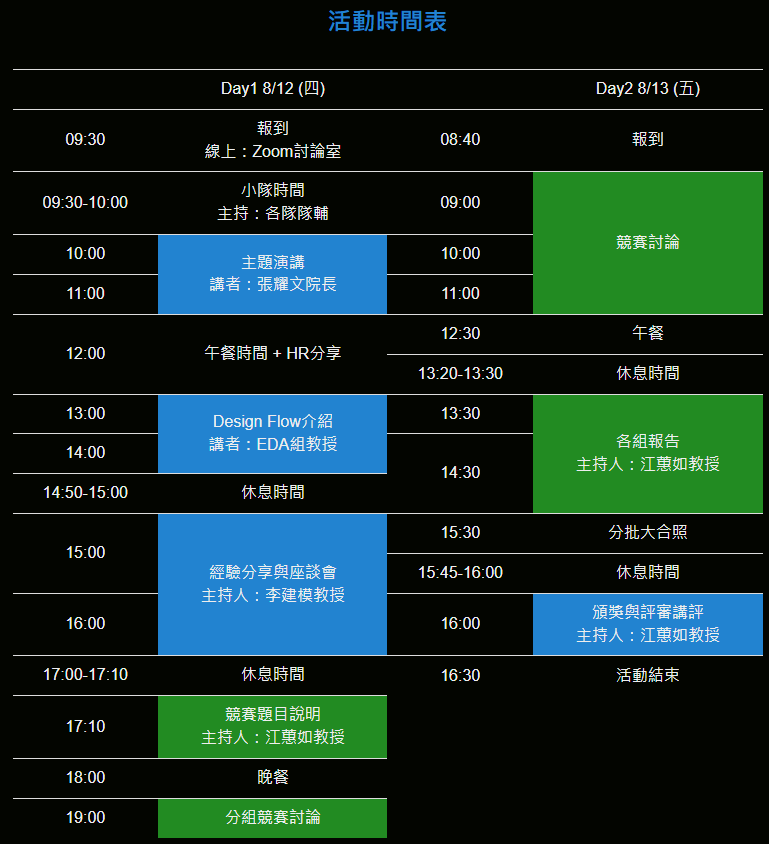 活動時間表
Day1 8/12 (四)
Day2 8/13 (五)
09:30
報到
線上：Zoom討論室
08:40
報到
09:30-10:00
小隊時間
主持：各隊隊輔
09:00
競賽討論
10:00
主題演講
講者：張耀文院長
10:00
11:00
11:00
12:00
午餐時間 + HR分享
12:30
午餐
13:20-13:30
休息時間
13:00
Design Flow介紹
講者：EDA組教授
13:30
各組報告
主持人：江蕙如教授
14:00
14:30
14:50-15:00
休息時間
15:00
經驗分享與座談會
主持人：李建模教授
15:30
分批大合照
15:45-16:00
休息時間
16:00
16:00
頒獎與評審講評
主持人：江蕙如教授
17:00-17:10
休息時間
16:30
活動結束
17:10
競賽題目說明
主持人：江蕙如教授
18:00
晚餐
19:00
分組競賽討論